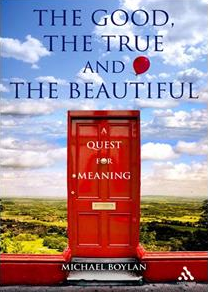 THE GOOD,
THE TRUE
AND
THE BEAUTIFUL
A
QUEST
FOR
MEANING
MICHAEL BOYLAN